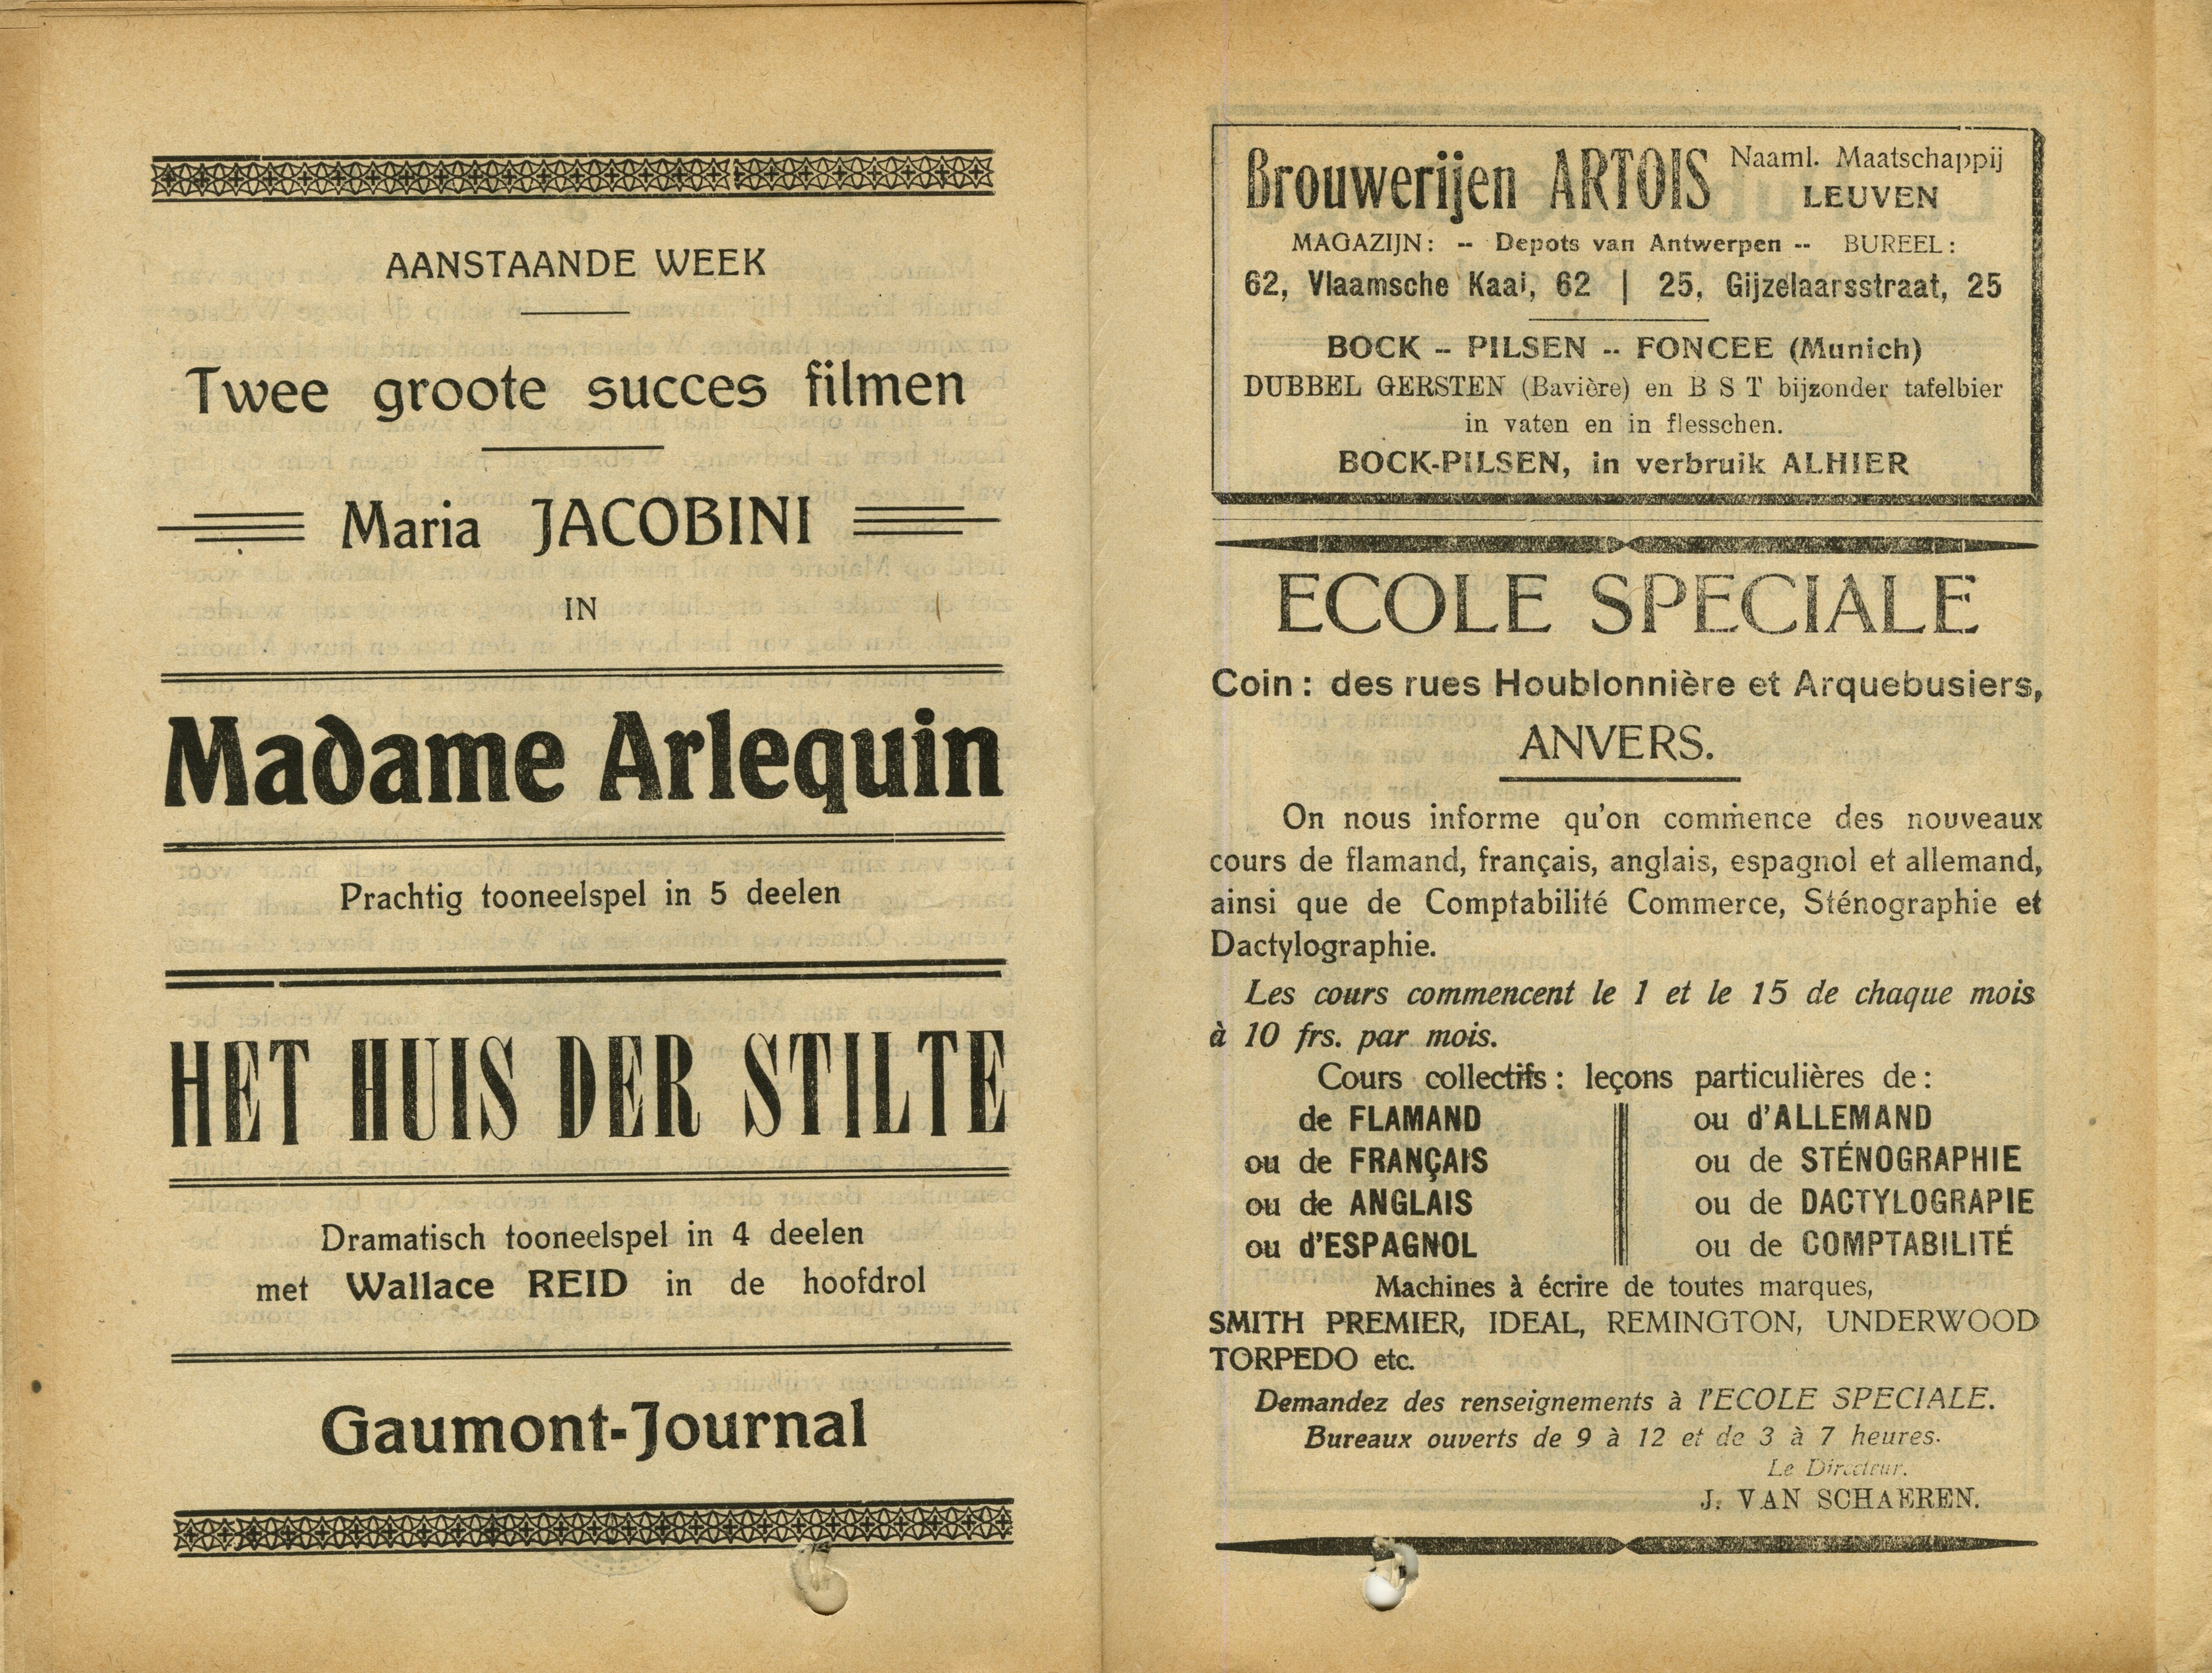 AANSTAANDE WEEK
Twee groote succes filmen
Maria JACOBINI
IN
Madame Arlequin
Prachtig tooneelspel in 5 deelen
HET HUIS DER STILTE
Dramatisch tooneelspel in 4 deelen
met Wallace REID in de hoofdrol
Gaumont-Journal
Brouwerijen ARTOIS Naaml. Maatschappij
LEUVEN
MAGAZIJN: -- Depots van Antwerpen -- BUREEL:
62, Vlaamsche Kaai, 62 | 25, Gijzelaarsstraat, 25
BOCK -- PILSEN -- FONCEE (Munich)
DUBBEL GERSTEN (Bavière) en B S T bijzonder tafelbier
in vaten en in flesschen.
BOCK-PILSEN, in verbruik ALHIER
ECOLE SPECIALE
Coin: des rues Houblonnière et Arquebusiers,
ANVERS.
On nous informe qu'on commence des nouveaux
cours de flamand, français, anglais, espagnol et allemand,
ainsi que de Comptabilité Commerce, Sténographie et
Dactylographie.
Les cours commencent le 1 et le 15 de chaque mois
à 10 frs. par mois.
Cours collectifs: leçons particulières de:
de FLAMAND
ou de FRANÇAIS
ou de ANGLAIS
ou d'ESPAGNOL
ou d'ALLEMAND
ou de STÉNOGRAPHIE
ou de DACTYLOGRAPIE
ou de COMPTABILITÉ
Machines à écrire de toutes marques,
SMITH PREMIER, IDEAL, REMINGTON, UNDERWOOD
TORPEDO etc.
Demandez des renseignements à l'ECOLE SPECIALE.
Bureaux ouverts de 9 à 12 et de 3 à 7 heures.
Le Directeur.
J. VAN SCHAEREN.